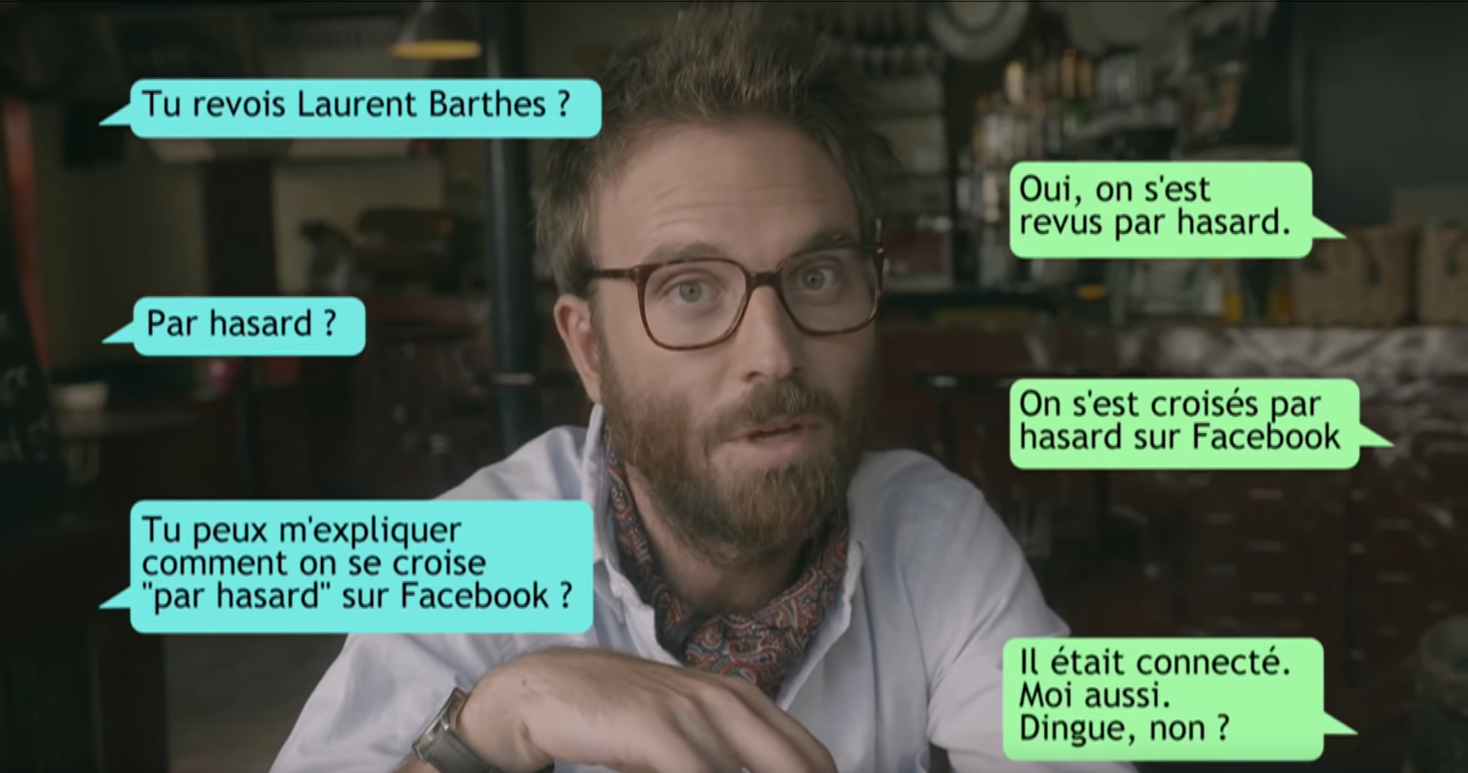 Tu revois Laurent Barthes ?
Oui, on s'est
revus par hasard.
Par hasard ?
On s'est croisés par
hasard sur Facebook
Tu peux m'expliquer
comment on se croise
"par hasard" sur Facebook ?
Il était connecté.
Moi aussi.
Dingue, non ?